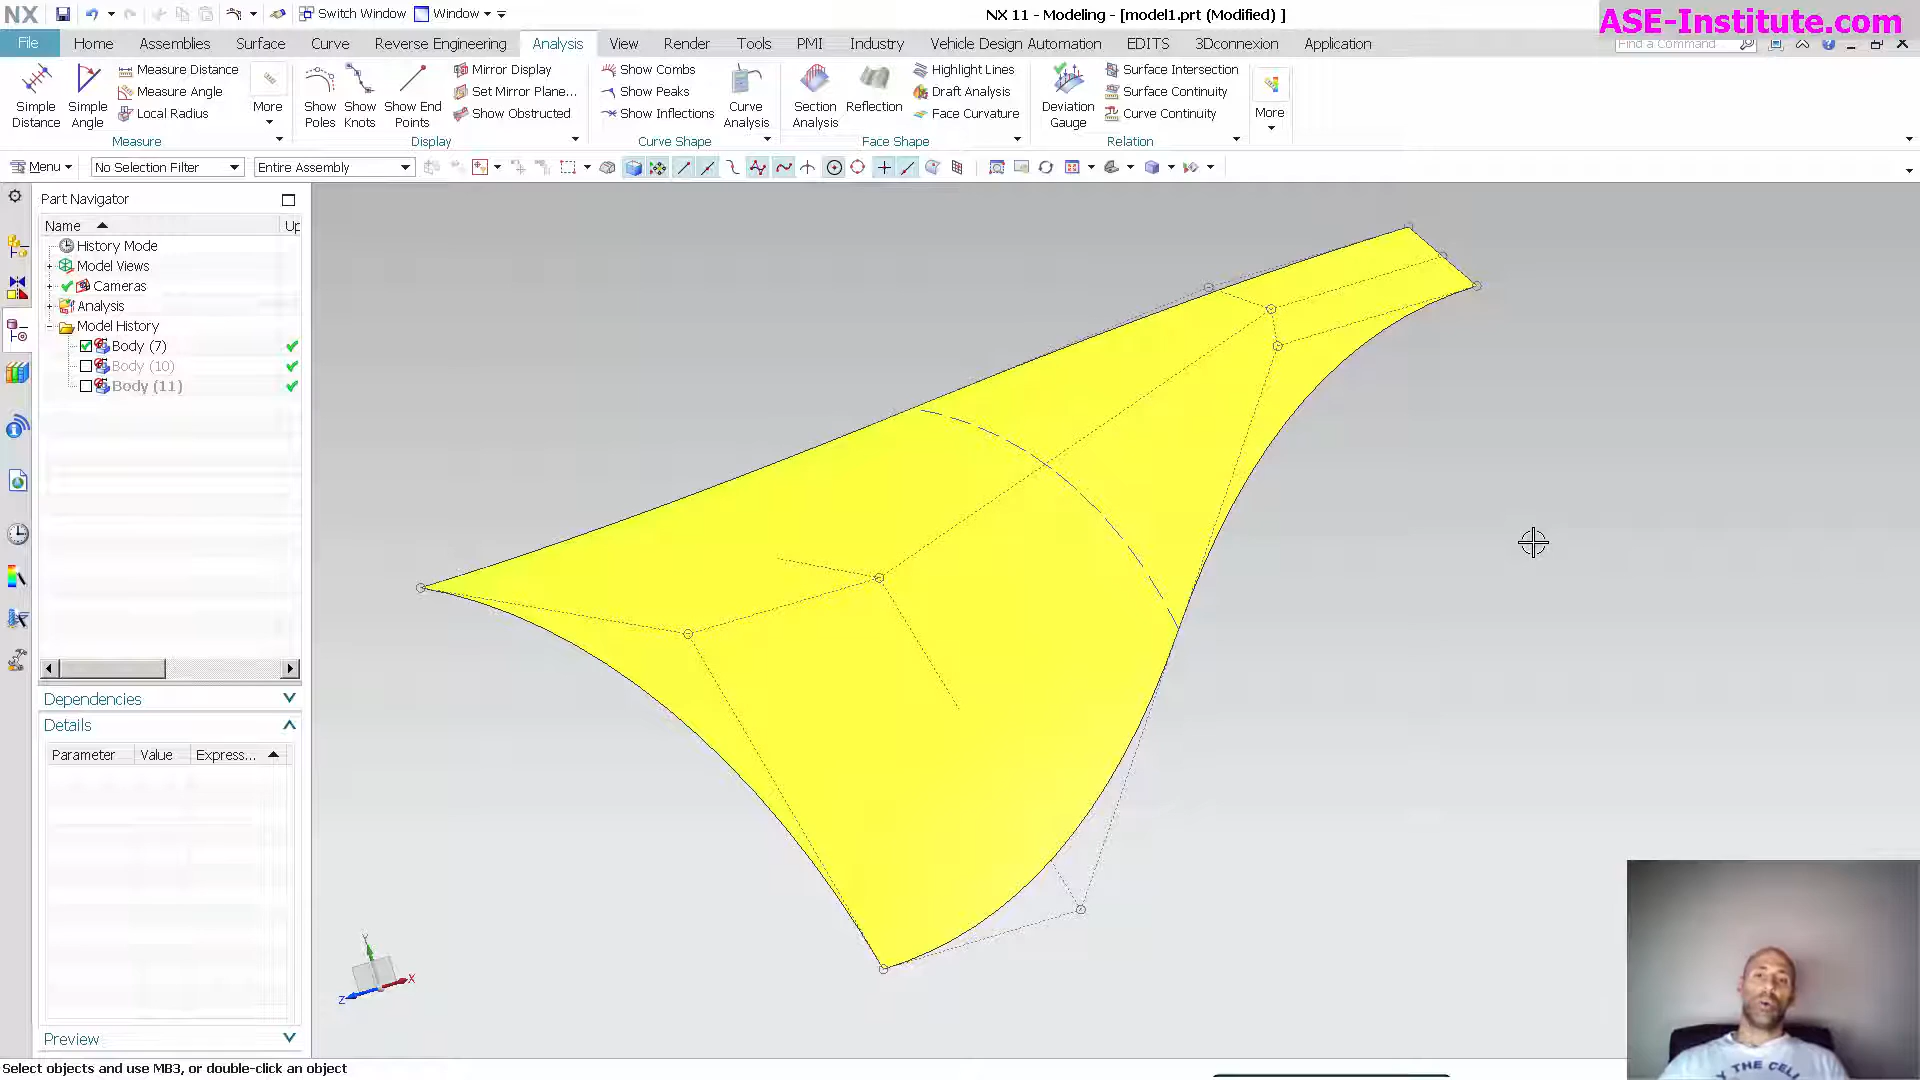 NX
Switch Window
Window
NX 11 - Modeling - [model1.prt (Modified) ]
ASE-Institute.com
File
Home
Assemblies
Surface
Curve
Reverse Engineering
Analysis
View
Render
Tools
PMI
Industry
Vehicle Design Automation
EDITS
3Dconnexion
Application
Find a Command
Simple Distance
Simple Angle
Measure Distance
Measure Angle
Local Radius
More
Measure
Show Poles
Show Knots
Show End Points
Mirror Display
Set Mirror Plane...
Show Obstructed
Display
Show Combs
Show Peaks
Show Inflections
Curve Analysis
Curve Shape
Section Analysis
Reflection
Highlight Lines
Draft Analysis
Face Curvature
Face Shape
Deviation Gauge
Surface Intersection
Surface Continuity
Curve Continuity
Relation
More
Menu
No Selection Filter
Entire Assembly
Part Navigator
Name
Up
History Mode
Model Views
Cameras
Analysis
Model History
Body (7)
Body (10)
Body (11)
Dependencies
Details
Parameter
Value
Express...
Preview
Y
X
Z
Select objects and use MB3, or double-click an object
Y THE CELL